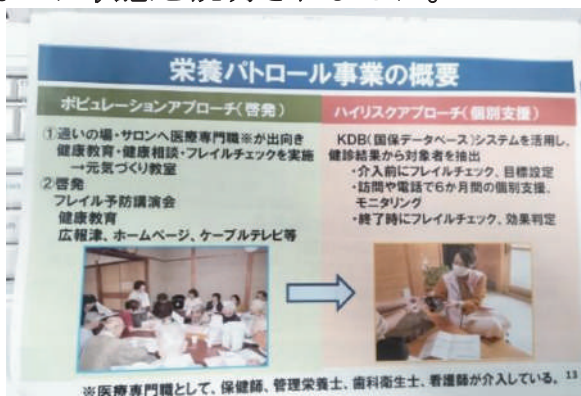 栄養パトロール事業の概要
ポピュレーションアプローチ(啓発)
①通いの場・サロンへ医療専門職※が出向き
健康教育・健康相談・フレイルチェックを実施
→元気づくり教室
②啓発
フレイル予防講演会
健康教育
広報津、ホームページ、ケーブルテレビ等
ハイリスクアプローチ(個別支援)
KDB(国保データベース)システムを活用し、
健診結果から対象者を抽出
・介入前にフレイルチェック、目標設定
・訪問や電話で6か月間の個別支援、
モニタリング
・終了時にフレイルチェック、効果判定
※医療専門職として、保健師、管理栄養士、歯科衛生士、看護師が介入している。 13